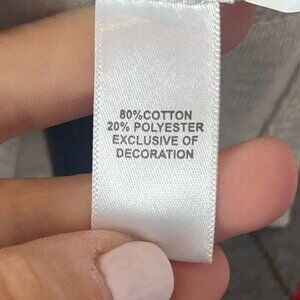 80%COTTON
20% POLYESTER
EXCLUSIVE OF
DECORATION